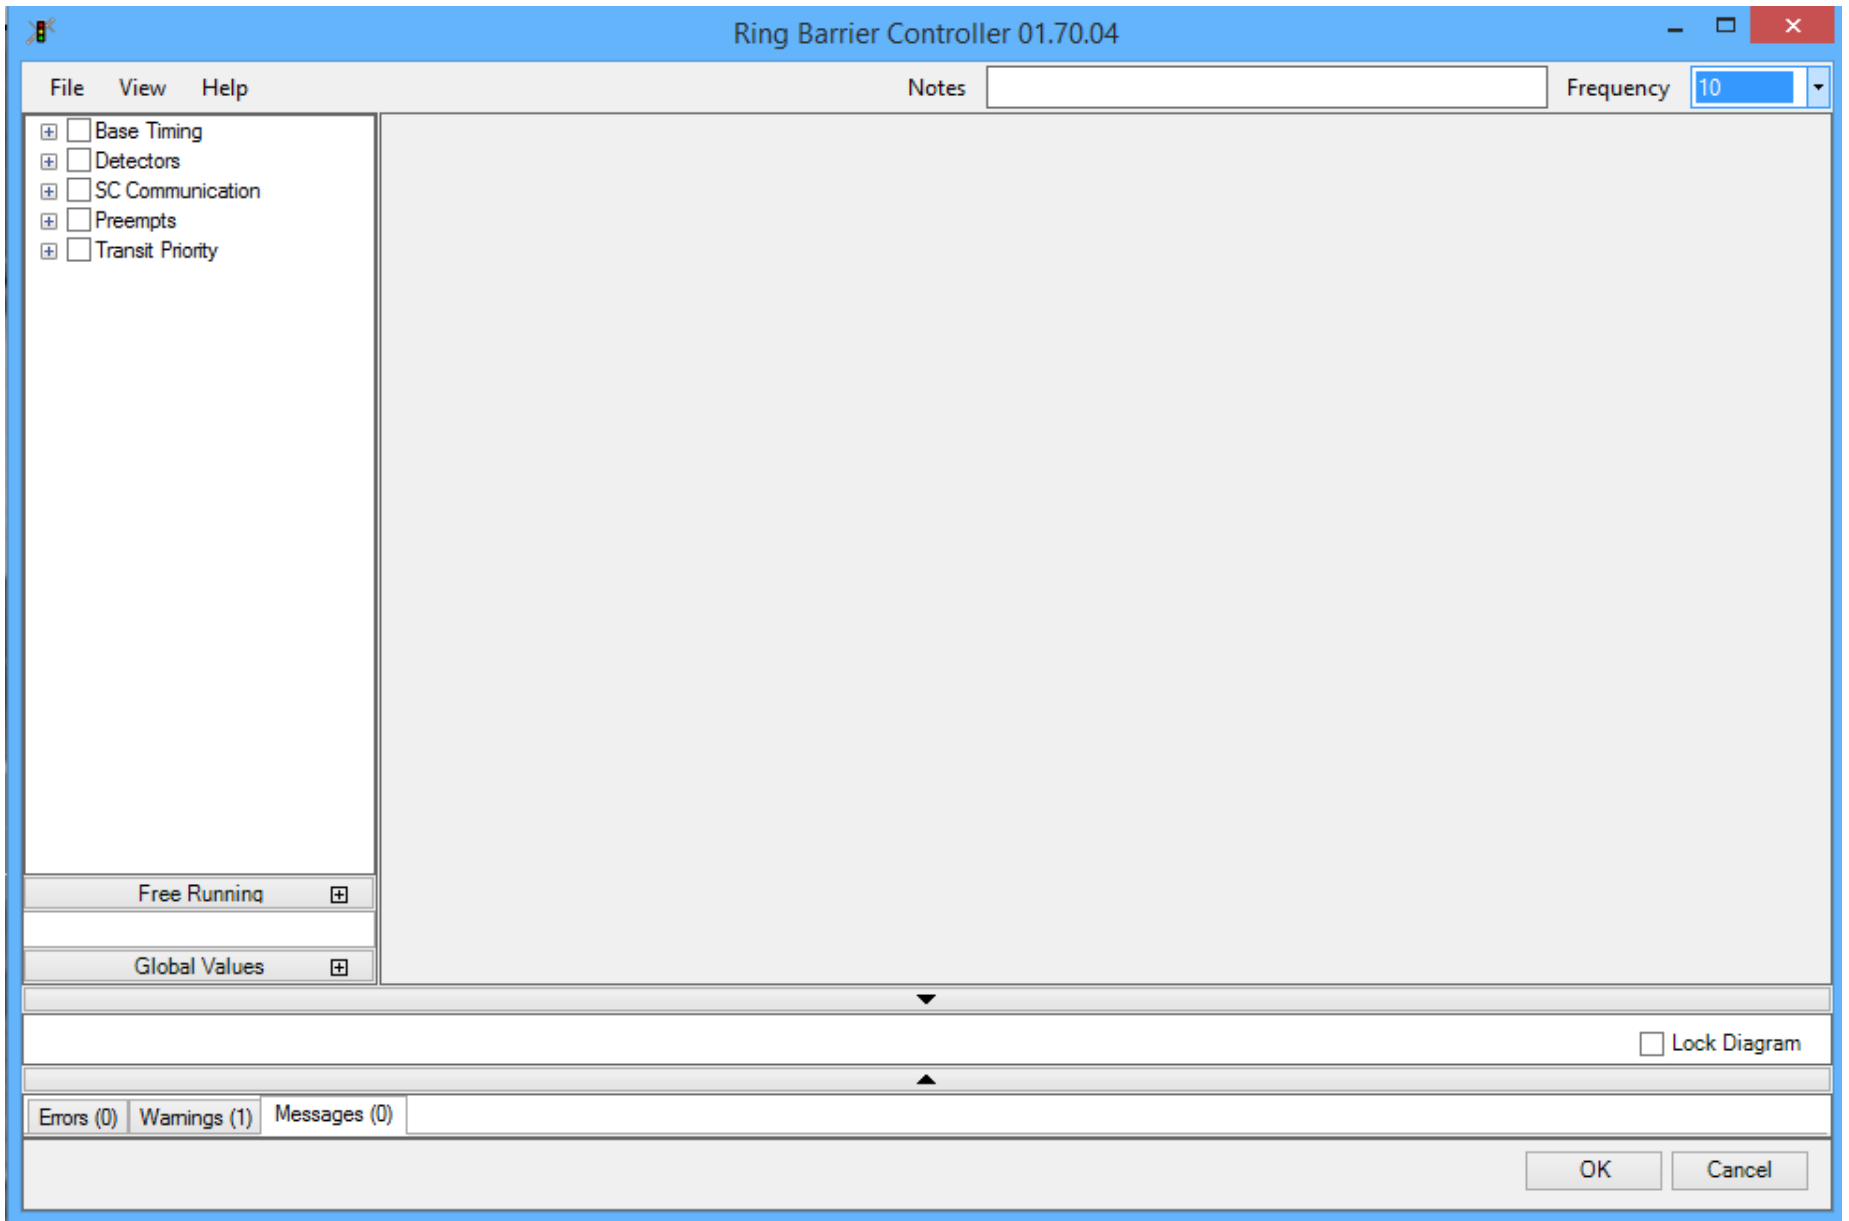 Ring Barrier Controller 01.70.04
File View Help Notes Frequency 10
Base Timing
Detectors
SC Communication
Preempts
Transit Priority
Free Running
Global Values
Lock Diagram
Errors (0) Warnings (1) Messages (0)
OK Cancel